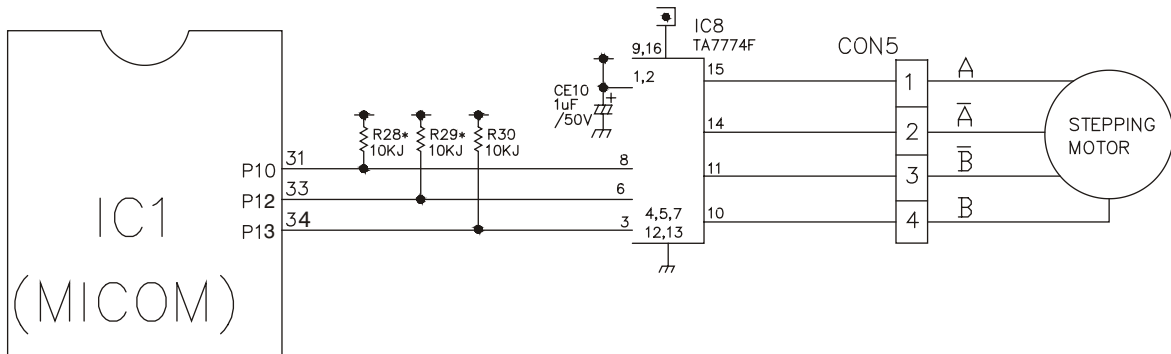 IC1
(MICOM)
P10
31
P12
33
P13
34
R28*
10KJ
R29*
10KJ
R30
10KJ
CE10
1uF
/50V
+
IC8
TA7774F
9,16
1,2
8
6
3
4,5,7
12,13
15
14
11
10
CON5
1
2
3
4
A
A̅
B̅
B̅
STEPPING
MOTOR